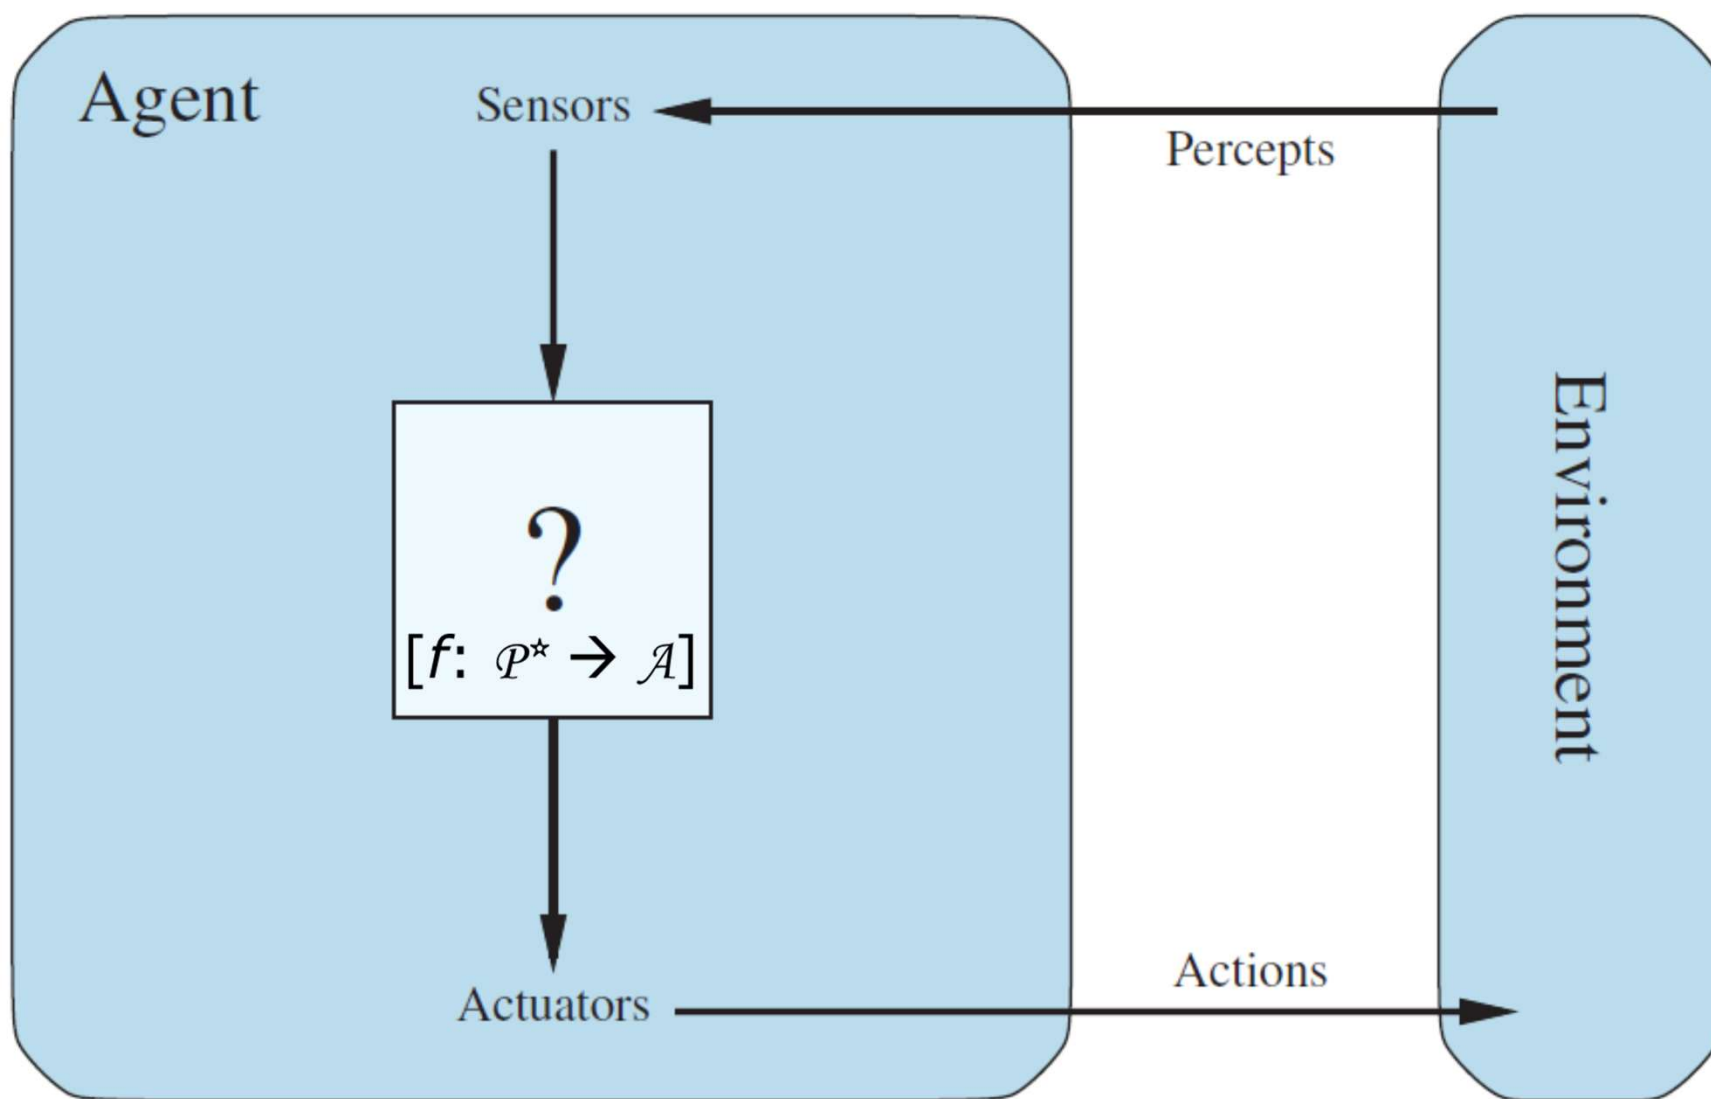 Agent
Sensors
Percepts
?
[f: 𝒫* → 𝒜]
Environment
Actions
Actuators